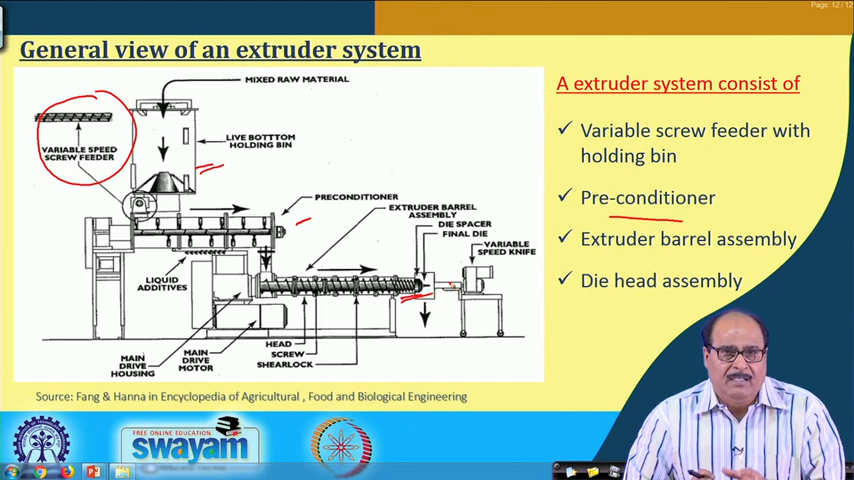 Page: 12 / 12
General view of an extruder system
MIXED RAW MATERIAL
LIVE BOTTTOM
HOLDING BIN
VARIABLE SPEED
SCREW FEEDER
PRECONDITIONER
EXTRUDER BARREL
ASSEMBLY
DIE SPACER
FINAL DIE
VARIABLE
SPEED KNIFE
LIQUID
ADDITIVES
MAIN
DRIVE
HOUSING
MAIN
DRIVE
MOTOR
HEAD
SCREW
SHEARLOCK
Source: Fang & Hanna in Encyclopedia of Agricultural , Food and Biological Engineering
A extruder system consist of
✓ Variable screw feeder with
holding bin
✓ Pre-conditioner
✓ Extruder barrel assembly
✓ Die head assembly
FREE ONLINE EDUCATION
swayam